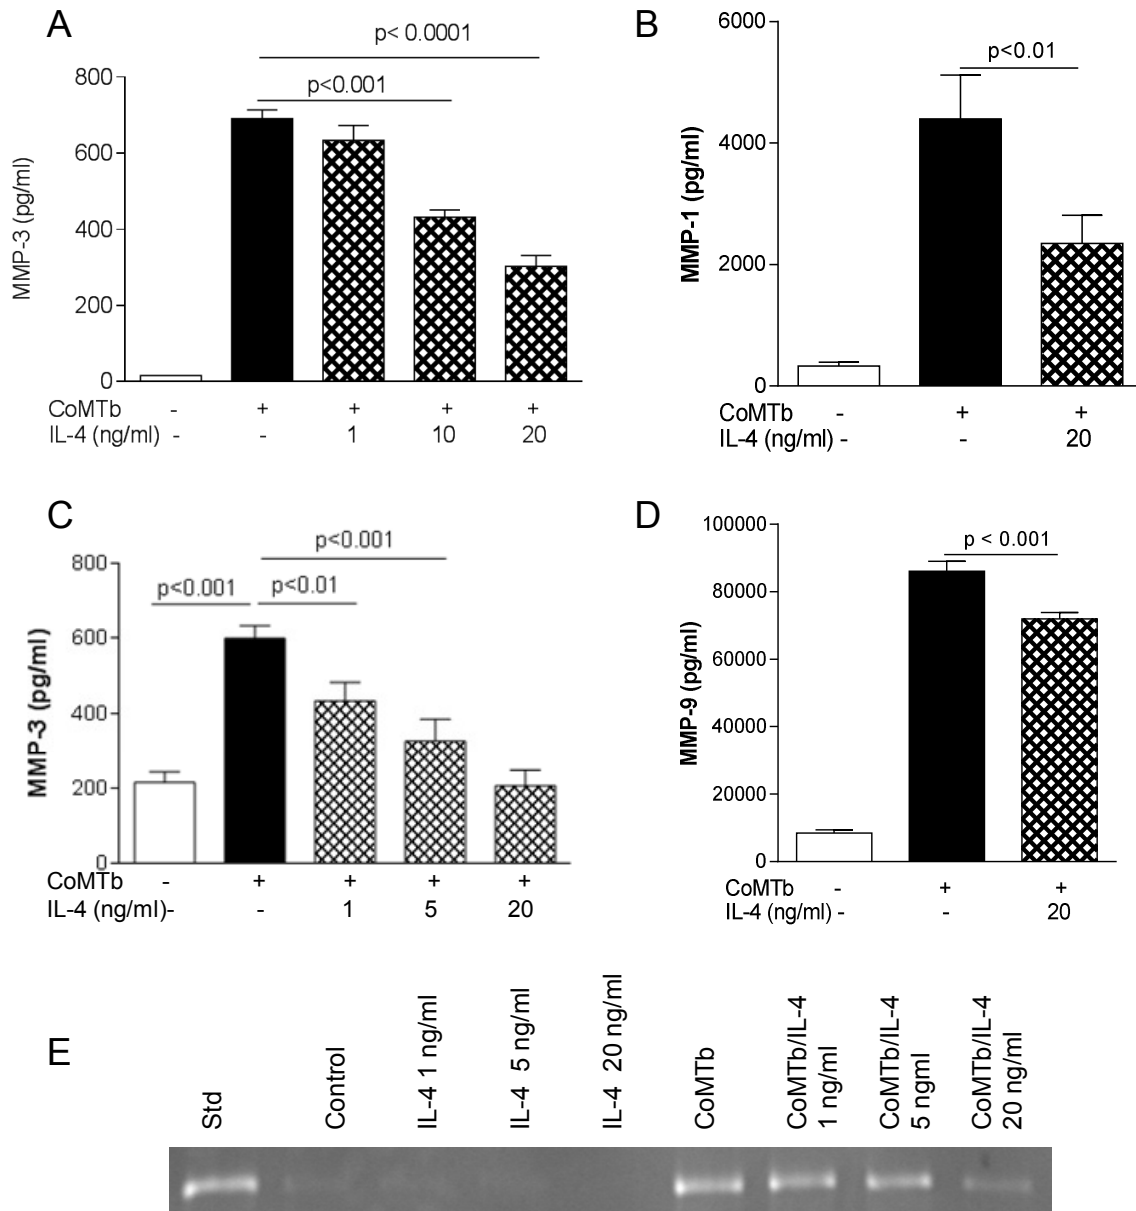 A
p< 0.0001
p<0.001
800
600
400
200
0
MMP-3 (pg/ml)
CoMTb - + + + +
IL-4 (ng/ml) - - 1 10 20
B
p<0.01
6000
4000
2000
0
MMP-1 (pg/ml)
CoMTb - + +
IL-4 (ng/ml) - - 20
C
p<0.001
p<0.001
p<0.01
800
600
400
200
0
MMP-3 (pg/ml)
CoMTb - + + + +
IL-4 (ng/ml)- - 1 5 20
D
p < 0.001
100000
80000
60000
40000
20000
0
MMP-9 (pg/ml)
CoMTb - + +
IL-4 (ng/ml) - - 20
E
Std
Control
IL-4 1 ng/ml
IL-4 5 ng/ml
IL-4 20 ng/ml
CoMTb
CoMTb/IL-4
1 ng/ml
CoMTb/IL-4
5 ngml
CoMTb/IL-4
20 ng/ml